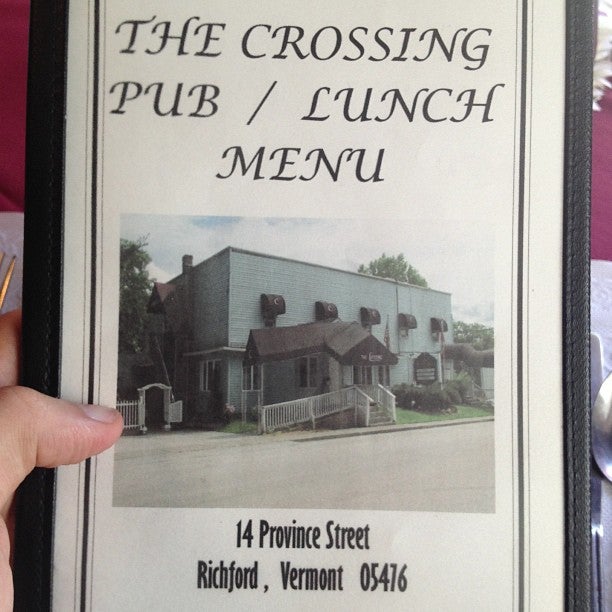 THE CROSSING
PUB / LUNCH
MENU
14 Province Street
Richford, Vermont 05476